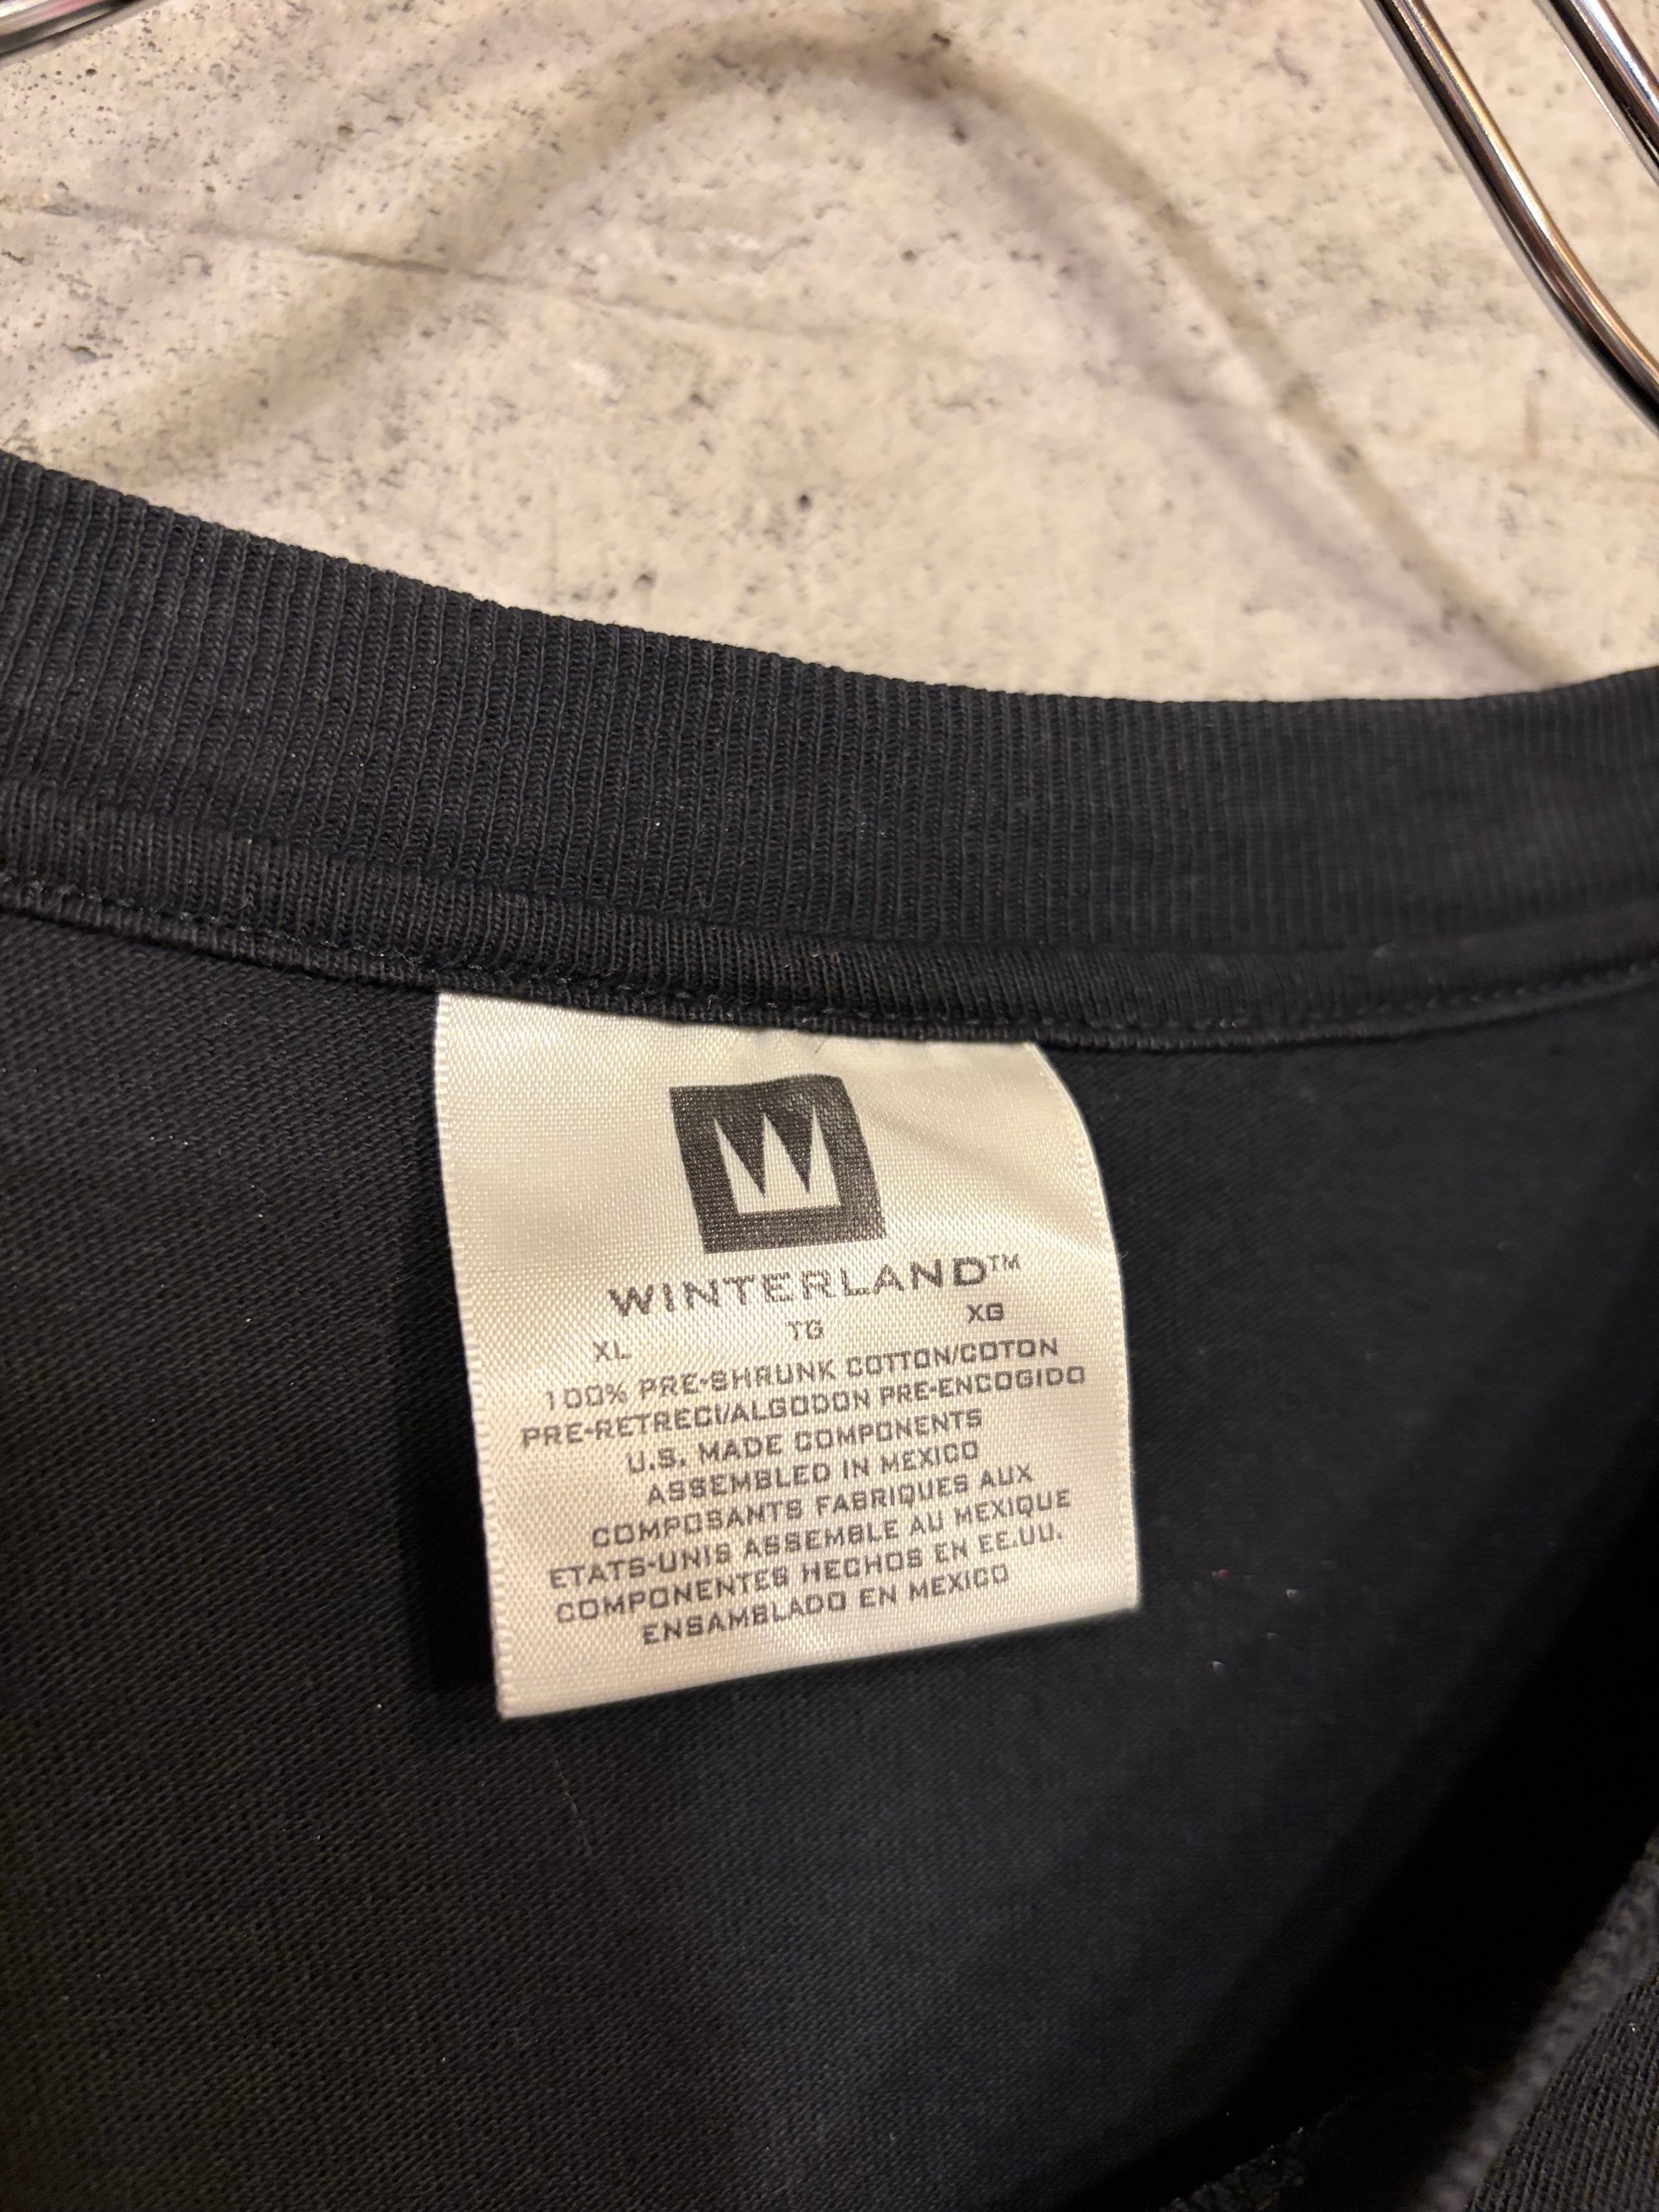 W
WINTERLAND™
XL TG XG
100% PRE-SHRUNK COTTON/COTON
PRE-RETRECI/ALGODON PRE-ENCOGIDO
U.S. MADE COMPONENTS
ASSEMBLED IN MEXICO
COMPOSANTS FABRIQUES AUX
ETATS-UNIS ASSEMBLE AU MEXIQUE
COMPONENTES HECHOS EN EE.UU.
ENSAMBLADO EN MEXICO